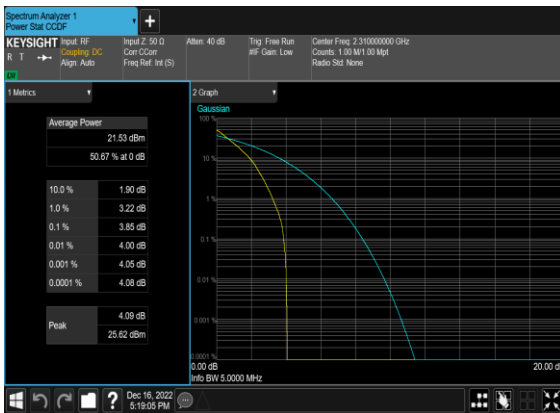 Spectrum Analyzer 1
Power Stat CCDF
KEYSIGHT
R T
LV
Input: RF
Coupling: DC
Align: Auto
Input Z: 50 Ω
Corr CCorr
Freq Ref: Int (S)
Atten: 40 dB
Trig: Free Run
#IF Gain: Low
Center Freq: 2.310000000 GHz
Counts: 1.00 M/1.00 Mpt
Radio Std: None
1 Metrics
Average Power
21.53 dBm
50.67 % at 0 dB
10.0 % 1.90 dB
1.0 % 3.22 dB
0.1 % 3.85 dB
0.01 % 4.00 dB
0.001 % 4.05 dB
0.0001 % 4.08 dB
Peak
4.09 dB
25.62 dBm
2 Graph
Gaussian
100 %
10 %
1 %
0.1 %
0.01 %
0.001 %
0.0001 %
0.00 dB
20.00 d
Info BW 5.0000 MHz
Dec 16, 2022
5:19:05 PM